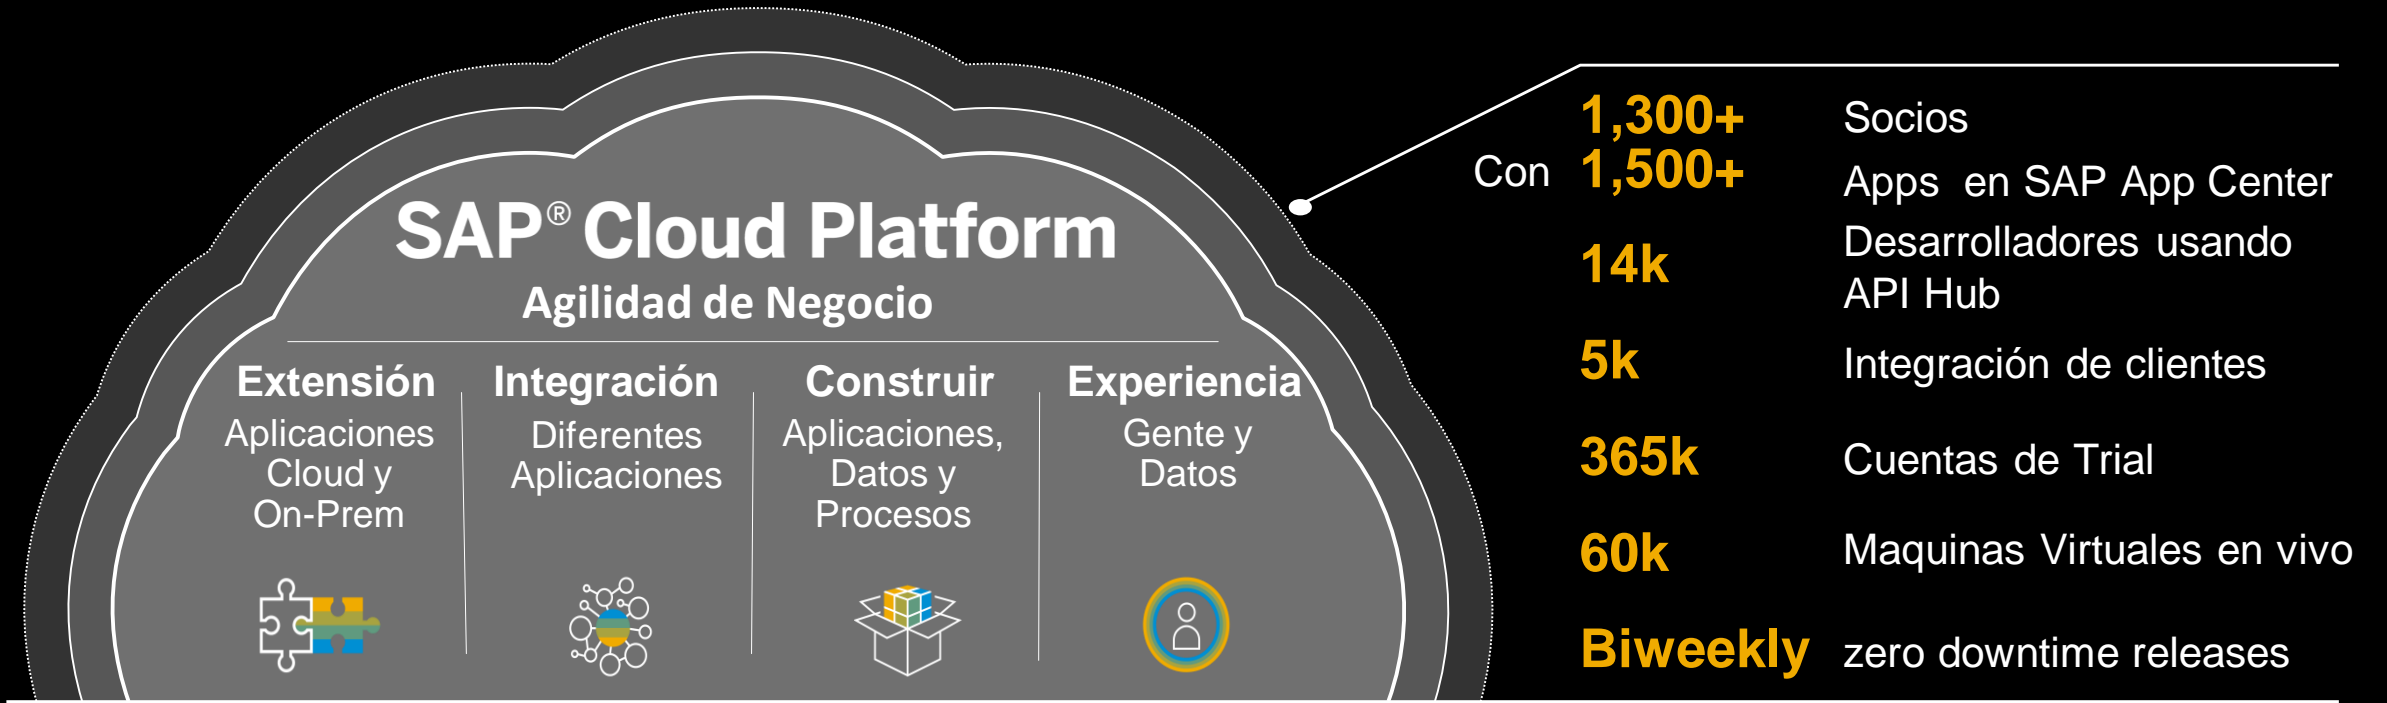 SAP® Cloud Platform
Agilidad de Negocio
Extensión
Aplicaciones
Cloud y
On-Prem
Integración
Diferentes
Aplicaciones
Construir
Aplicaciones,
Datos y
Procesos
Experiencia
Gente y
Datos
1,300+ Socios
Con 1,500+ Apps en SAP App Center
14k Desarrolladores usando
API Hub
5k Integración de clientes
365k Cuentas de Trial
60k Maquinas Virtuales en vivo
Biweekly zero downtime releases